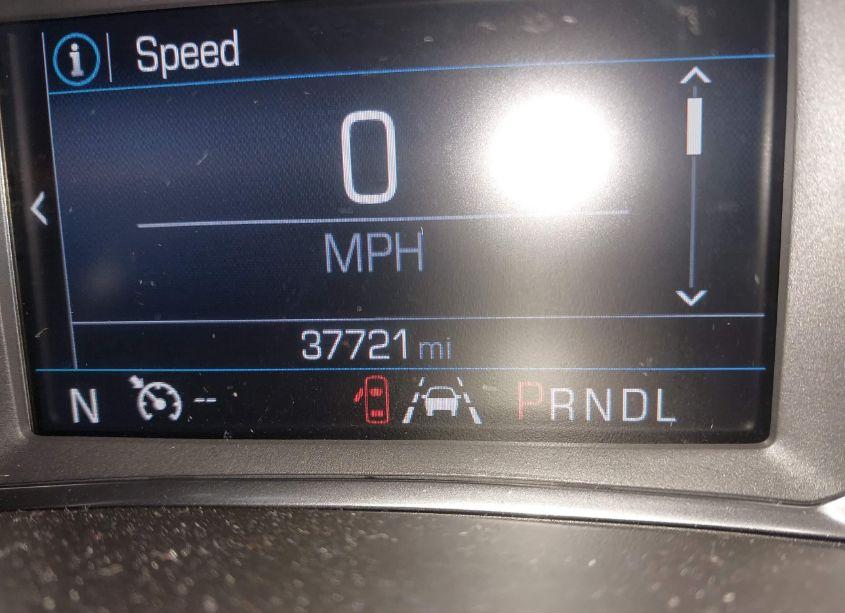 i Speed
0
MPH
37721 mi
N -- PRNDL